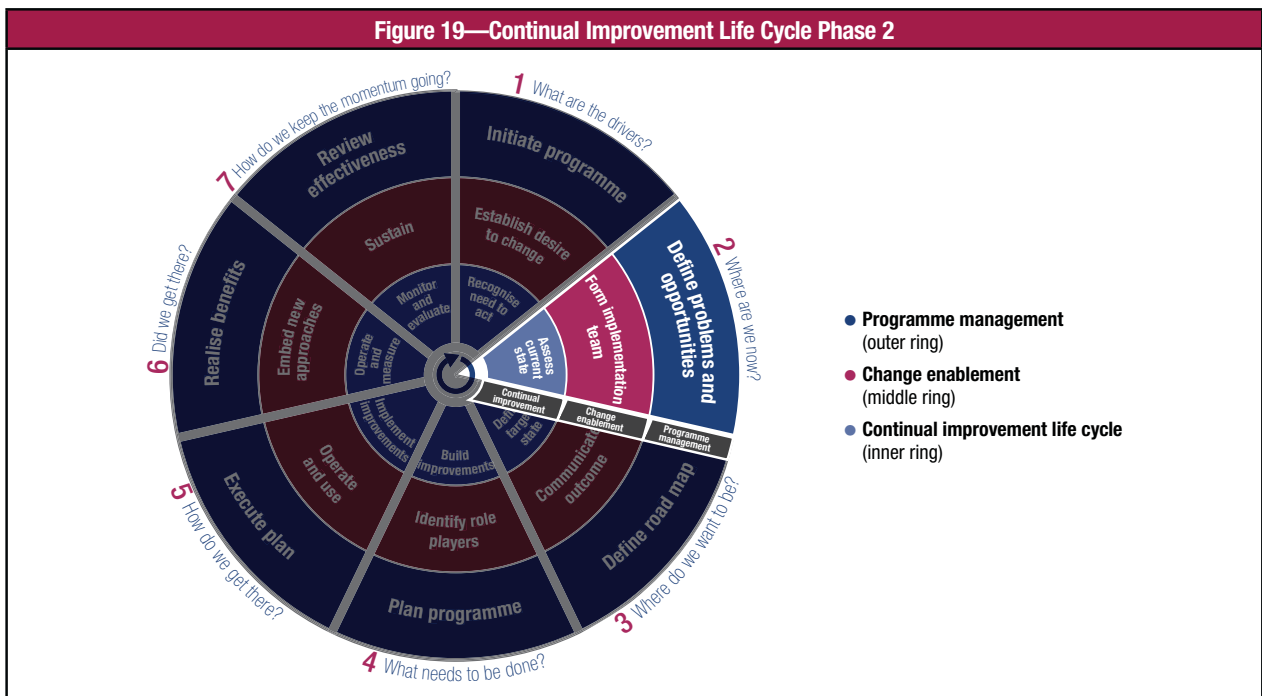 Figure 19—Continual Improvement Life Cycle Phase 2
1 What are the drivers?
Initiate programme
Establish desire
to change
Recognise
need to
act
2 Where are we now?
Define problems and
opportunities
Form implementation
team
Assess
current
state
Continual
improvement
Change
enablement
Programme
management
3 Where do we want to be?
Define road map
Communicate
outcome
Define
target
state
4 What needs to be done?
Plan programme
Identify role
players
Build
improvements
5 How do we get there?
Execute plan
Operate
and use
Implement
improvements
6 Did we get there?
Realise benefits
Embed new
approaches
Operate
and
measure
7 How do we keep the momentum going?
Review
effectiveness
Sustain
Monitor
and
evaluate
Programme management
(outer ring)
Change enablement
(middle ring)
Continual improvement life cycle
(inner ring)